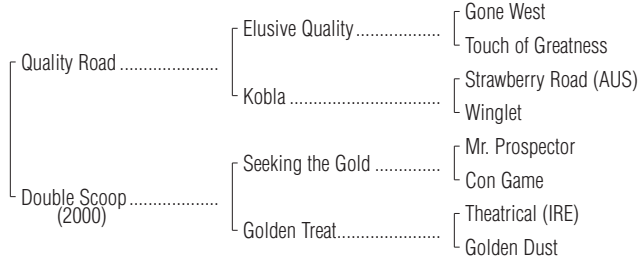 Gone West
Elusive Quality ....................
Touch of Greatness
Quality Road .......................
Strawberry Road (AUS)
Kobla ....................................
Winglet
Mr. Prospector
Seeking the Gold ................
Con Game
Double Scoop .....................
(2000)
Theatrical (IRE)
Golden Treat.........................
Golden Dust